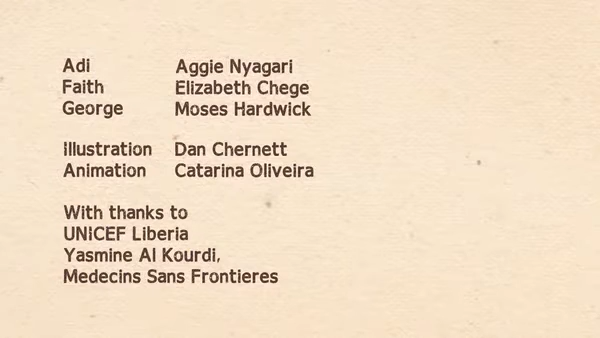 Adi Aggie Nyagari
Faith Elizabeth Chege
George Moses Hardwick
Illustration Dan Chernett
Animation Catarina Oliveira
With thanks to
UNICEF Liberia
Yasmine Al Kourdi,
Medecins Sans Frontieres